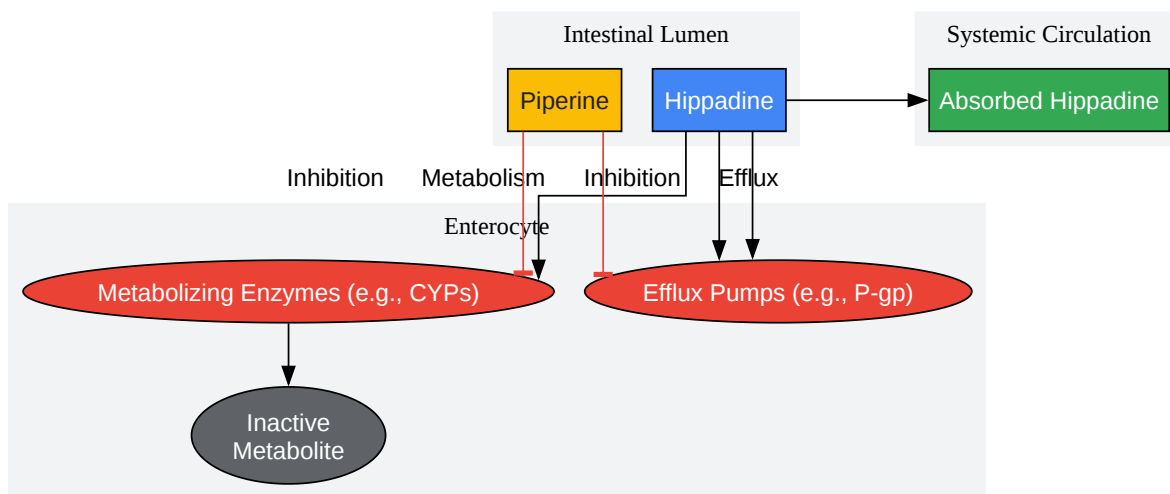 Intestinal Lumen
Systemic Circulation
Piperine
Hippadine
Absorbed Hippadine
Inhibition
Metabolism
Inhibition
Efflux
Enterocyte
Metabolizing Enzymes (e.g., CYPs)
Efflux Pumps (e.g., P-gp)
Inactive
Metabolite